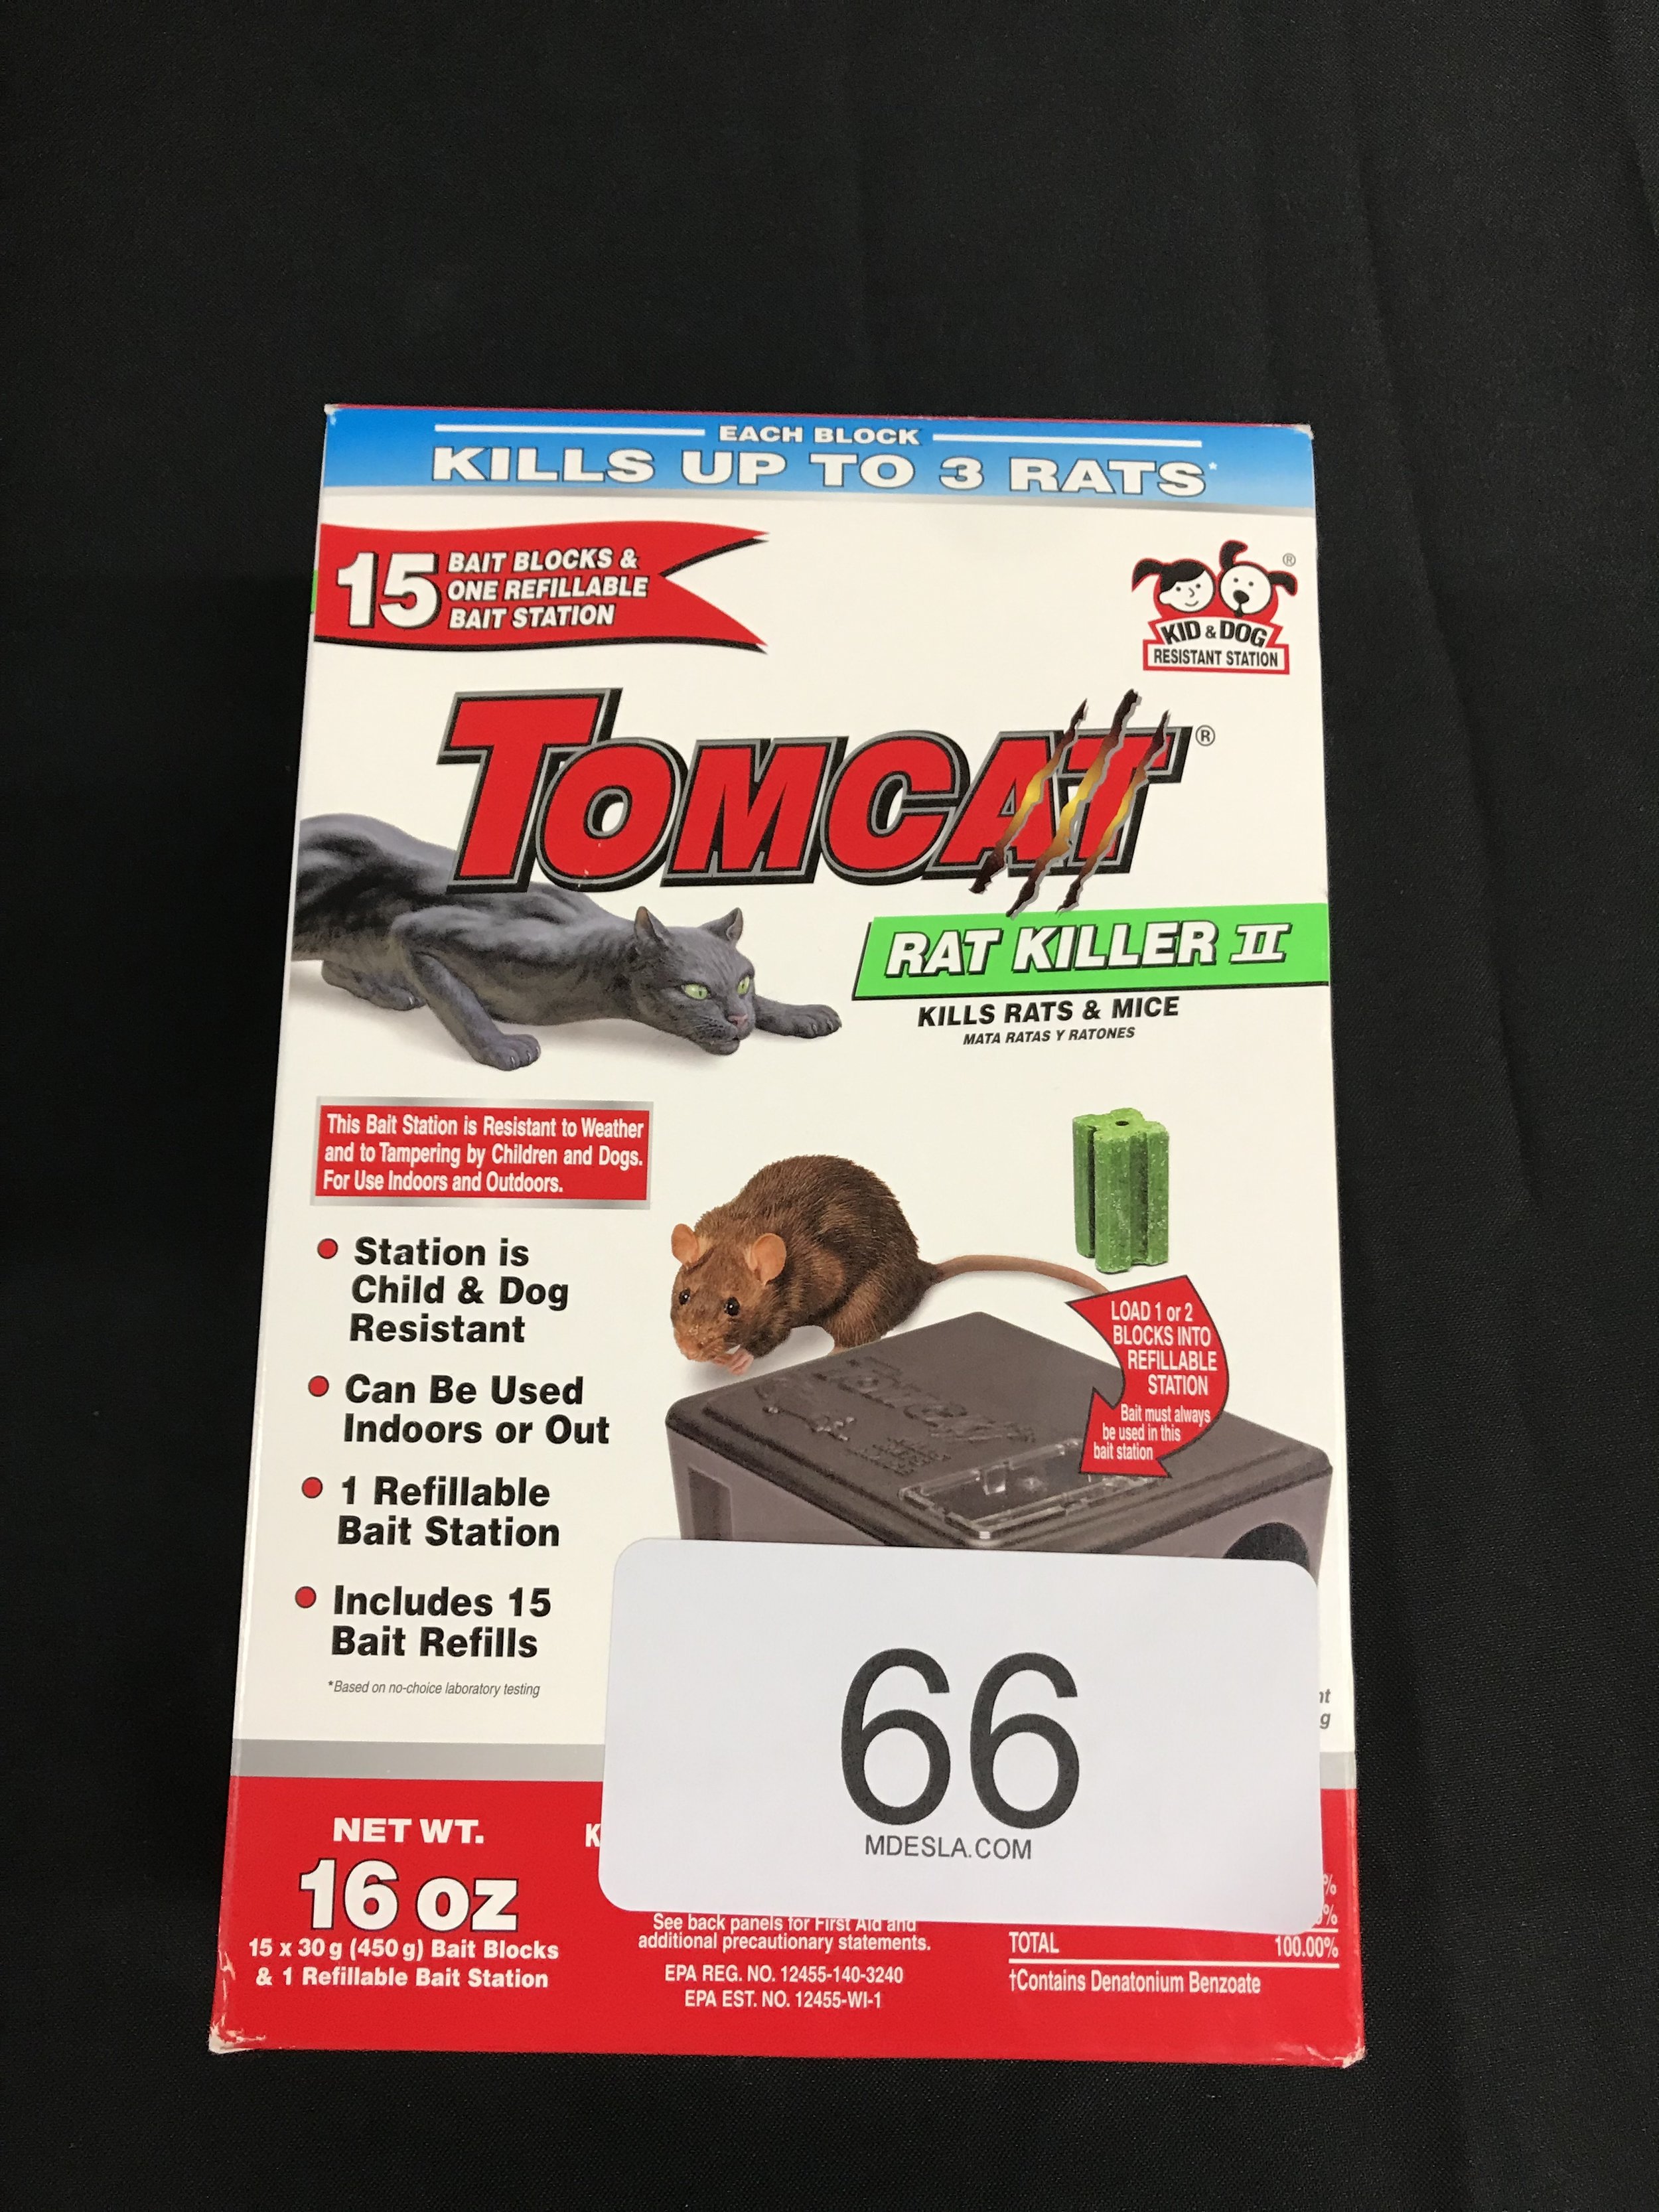 EACH BLOCK
KILLS UP TO 3 RATS*
15 BAIT BLOCKS &
ONE REFILLABLE
BAIT STATION
®
KID & DOG
RESISTANT STATION
TOMCAT®
RAT KILLER II
KILLS RATS & MICE
MATA RATAS Y RATONES
This Bait Station is Resistant to Weather
and to Tampering by Children and Dogs.
For Use Indoors and Outdoors.
Station is
Child & Dog
Resistant
Can Be Used
Indoors or Out
1 Refillable
Bait Station
Includes 15
Bait Refills
*Based on no-choice laboratory testing
LOAD 1 or 2
BLOCKS INTO
REFILLABLE
STATION
Bait must always
be used in this
bait station
TOMCAT
66
MDESLA.COM
NET WT.
16 oz
15 x 30 g (450 g) Bait Blocks
& 1 Refillable Bait Station
See back panels for First Aid and
additional precautionary statements.
EPA REG. NO. 12455-140-3240
EPA EST. NO. 12455-WI-1
%
%
TOTAL 100.00%
†Contains Denatonium Benzoate